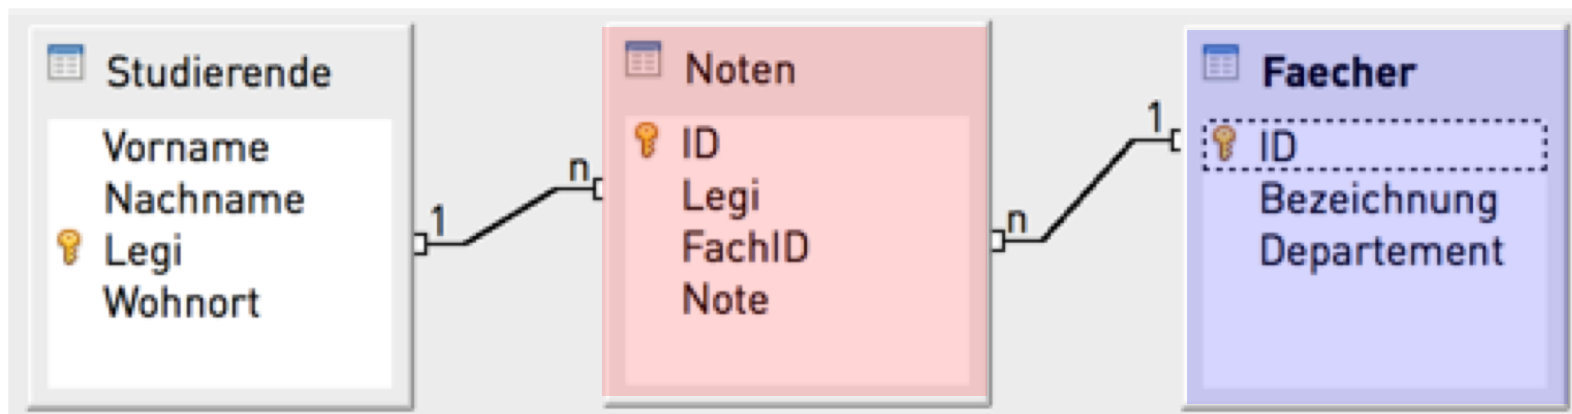 Studierende
Vorname
Nachname
Legi
Wohnort
1
n
Noten
ID
Legi
FachID
Note
n
1
Faecher
ID
Bezeichnung
Departement